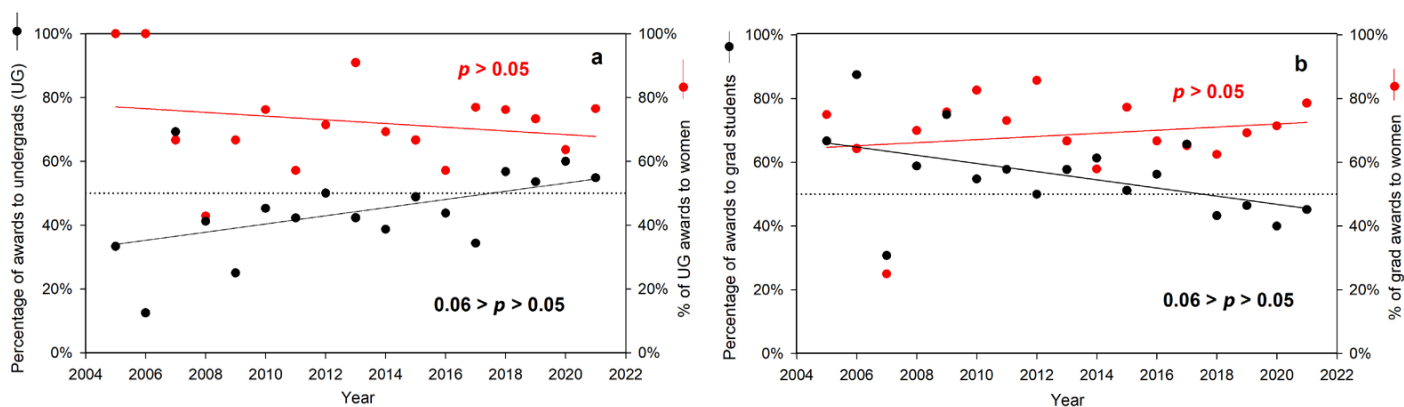 Percentage of awards to undergrads (UG)
100%
80%
60%
40%
20%
0%
a
p > 0.05
0.06 > p > 0.05
100%
80%
60%
40%
20%
0%
% of UG awards to women
2004 2006 2008 2010 2012 2014 2016 2018 2020 2022
Year
Percentage of awards to grad students
100%
80%
60%
40%
20%
0%
b
p > 0.05
0.06 > p > 0.05
100%
80%
60%
40%
20%
0%
% of grad awards to women
2004 2006 2008 2010 2012 2014 2016 2018 2020 2022
Year